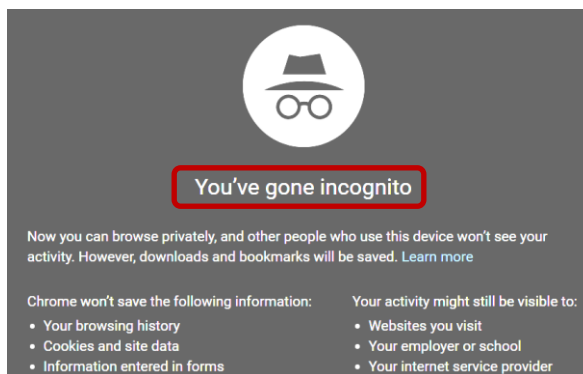 You've gone incognito
Now you can browse privately, and other people who use this device won't see your
activity. However, downloads and bookmarks will be saved. Learn more
Chrome won't save the following information:
• Your browsing history
• Cookies and site data
• Information entered in forms
Your activity might still be visible to:
• Websites you visit
• Your employer or school
• Your internet service provider